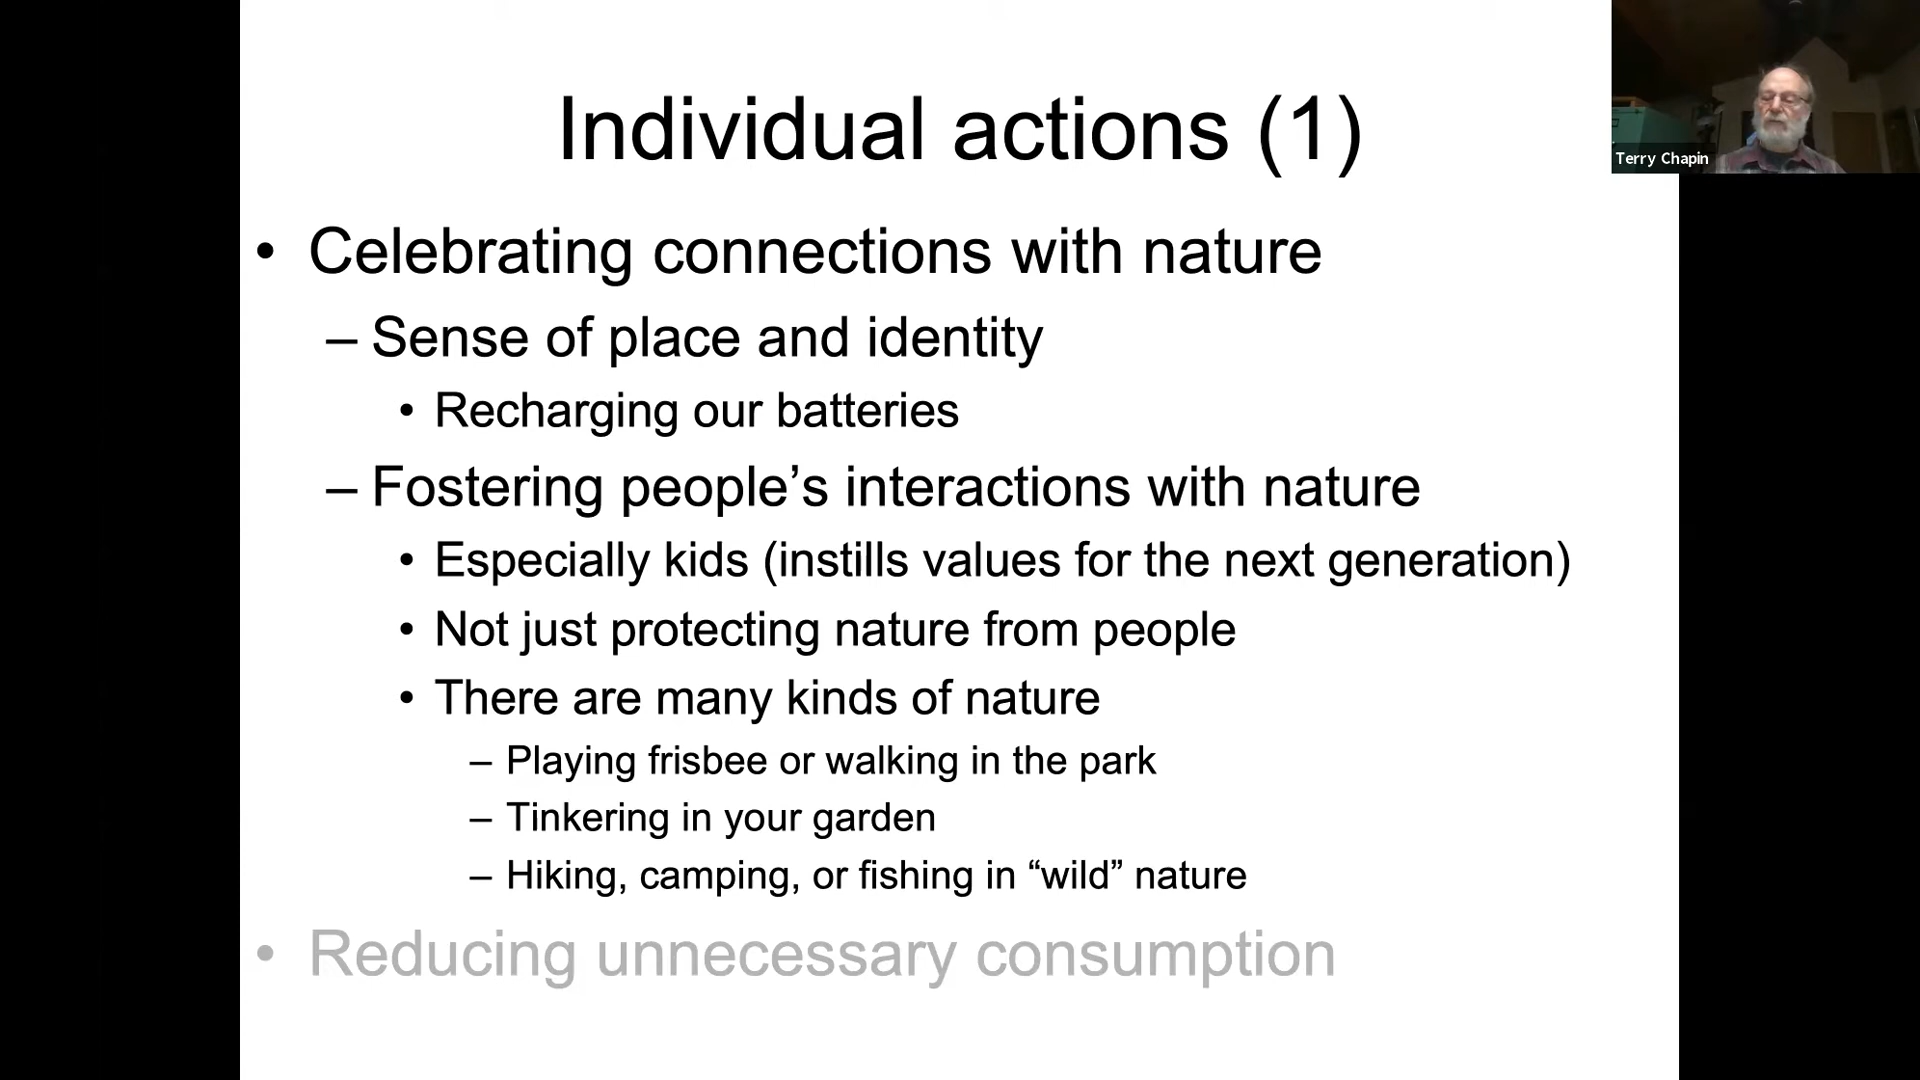 Individual actions (1)
• Celebrating connections with nature
– Sense of place and identity
• Recharging our batteries
– Fostering people’s interactions with nature
• Especially kids (instills values for the next generation)
• Not just protecting nature from people
• There are many kinds of nature
– Playing frisbee or walking in the park
– Tinkering in your garden
– Hiking, camping, or fishing in “wild” nature
• Reducing unnecessary consumption
Terry Chapin